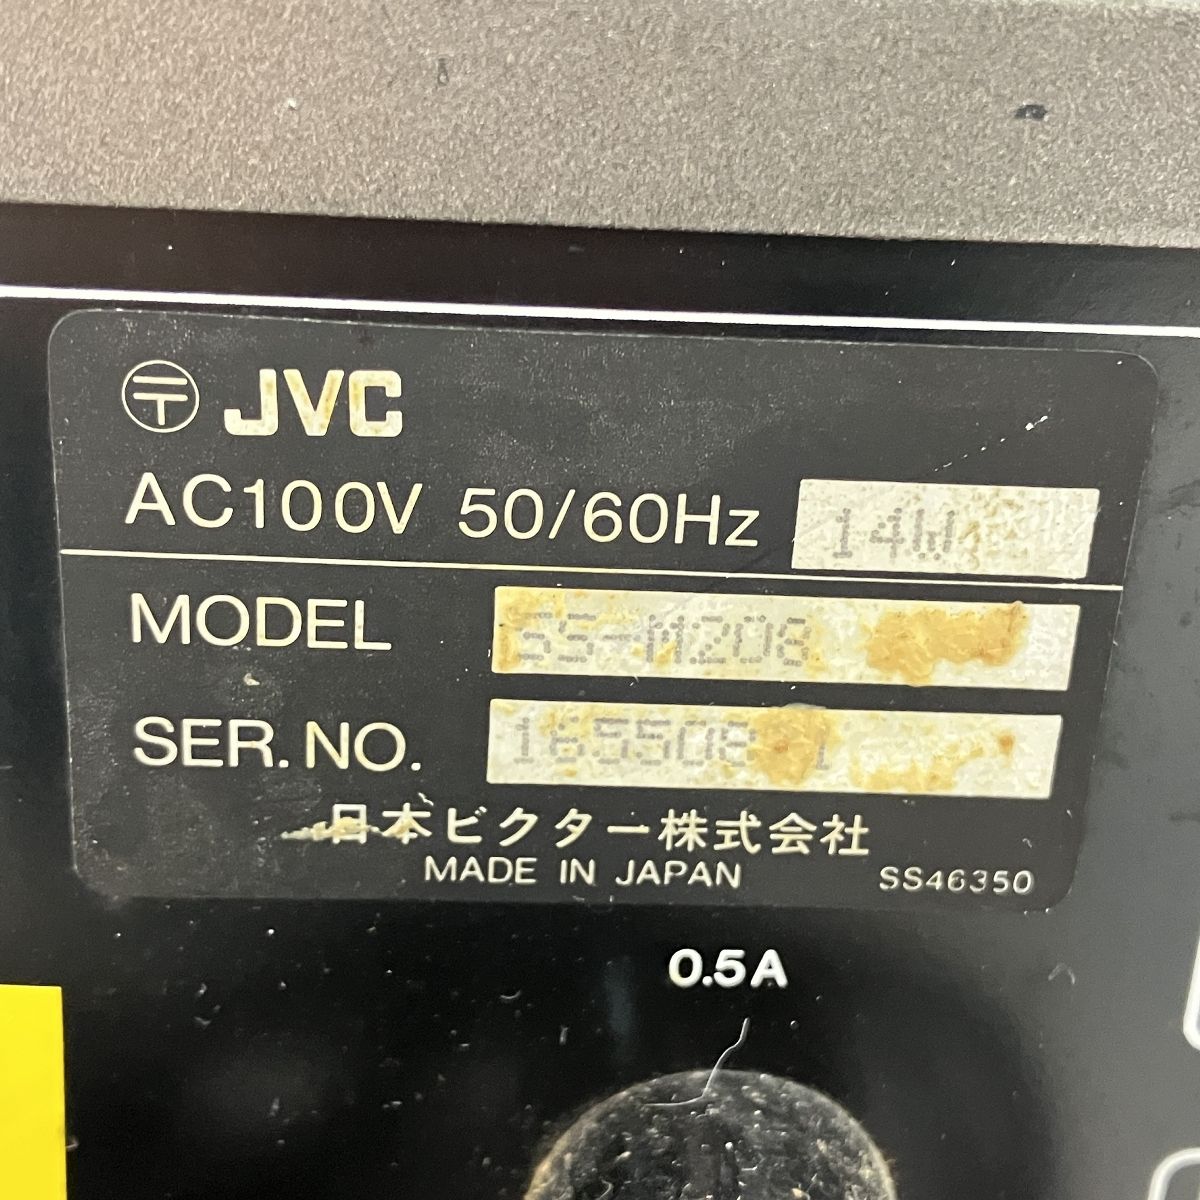 〒 JVC
AC100V 50/60Hz 14W
MODEL SS-M208
SER. NO.
日本ビクター株式会社
MADE IN JAPAN SS46350
0.5A